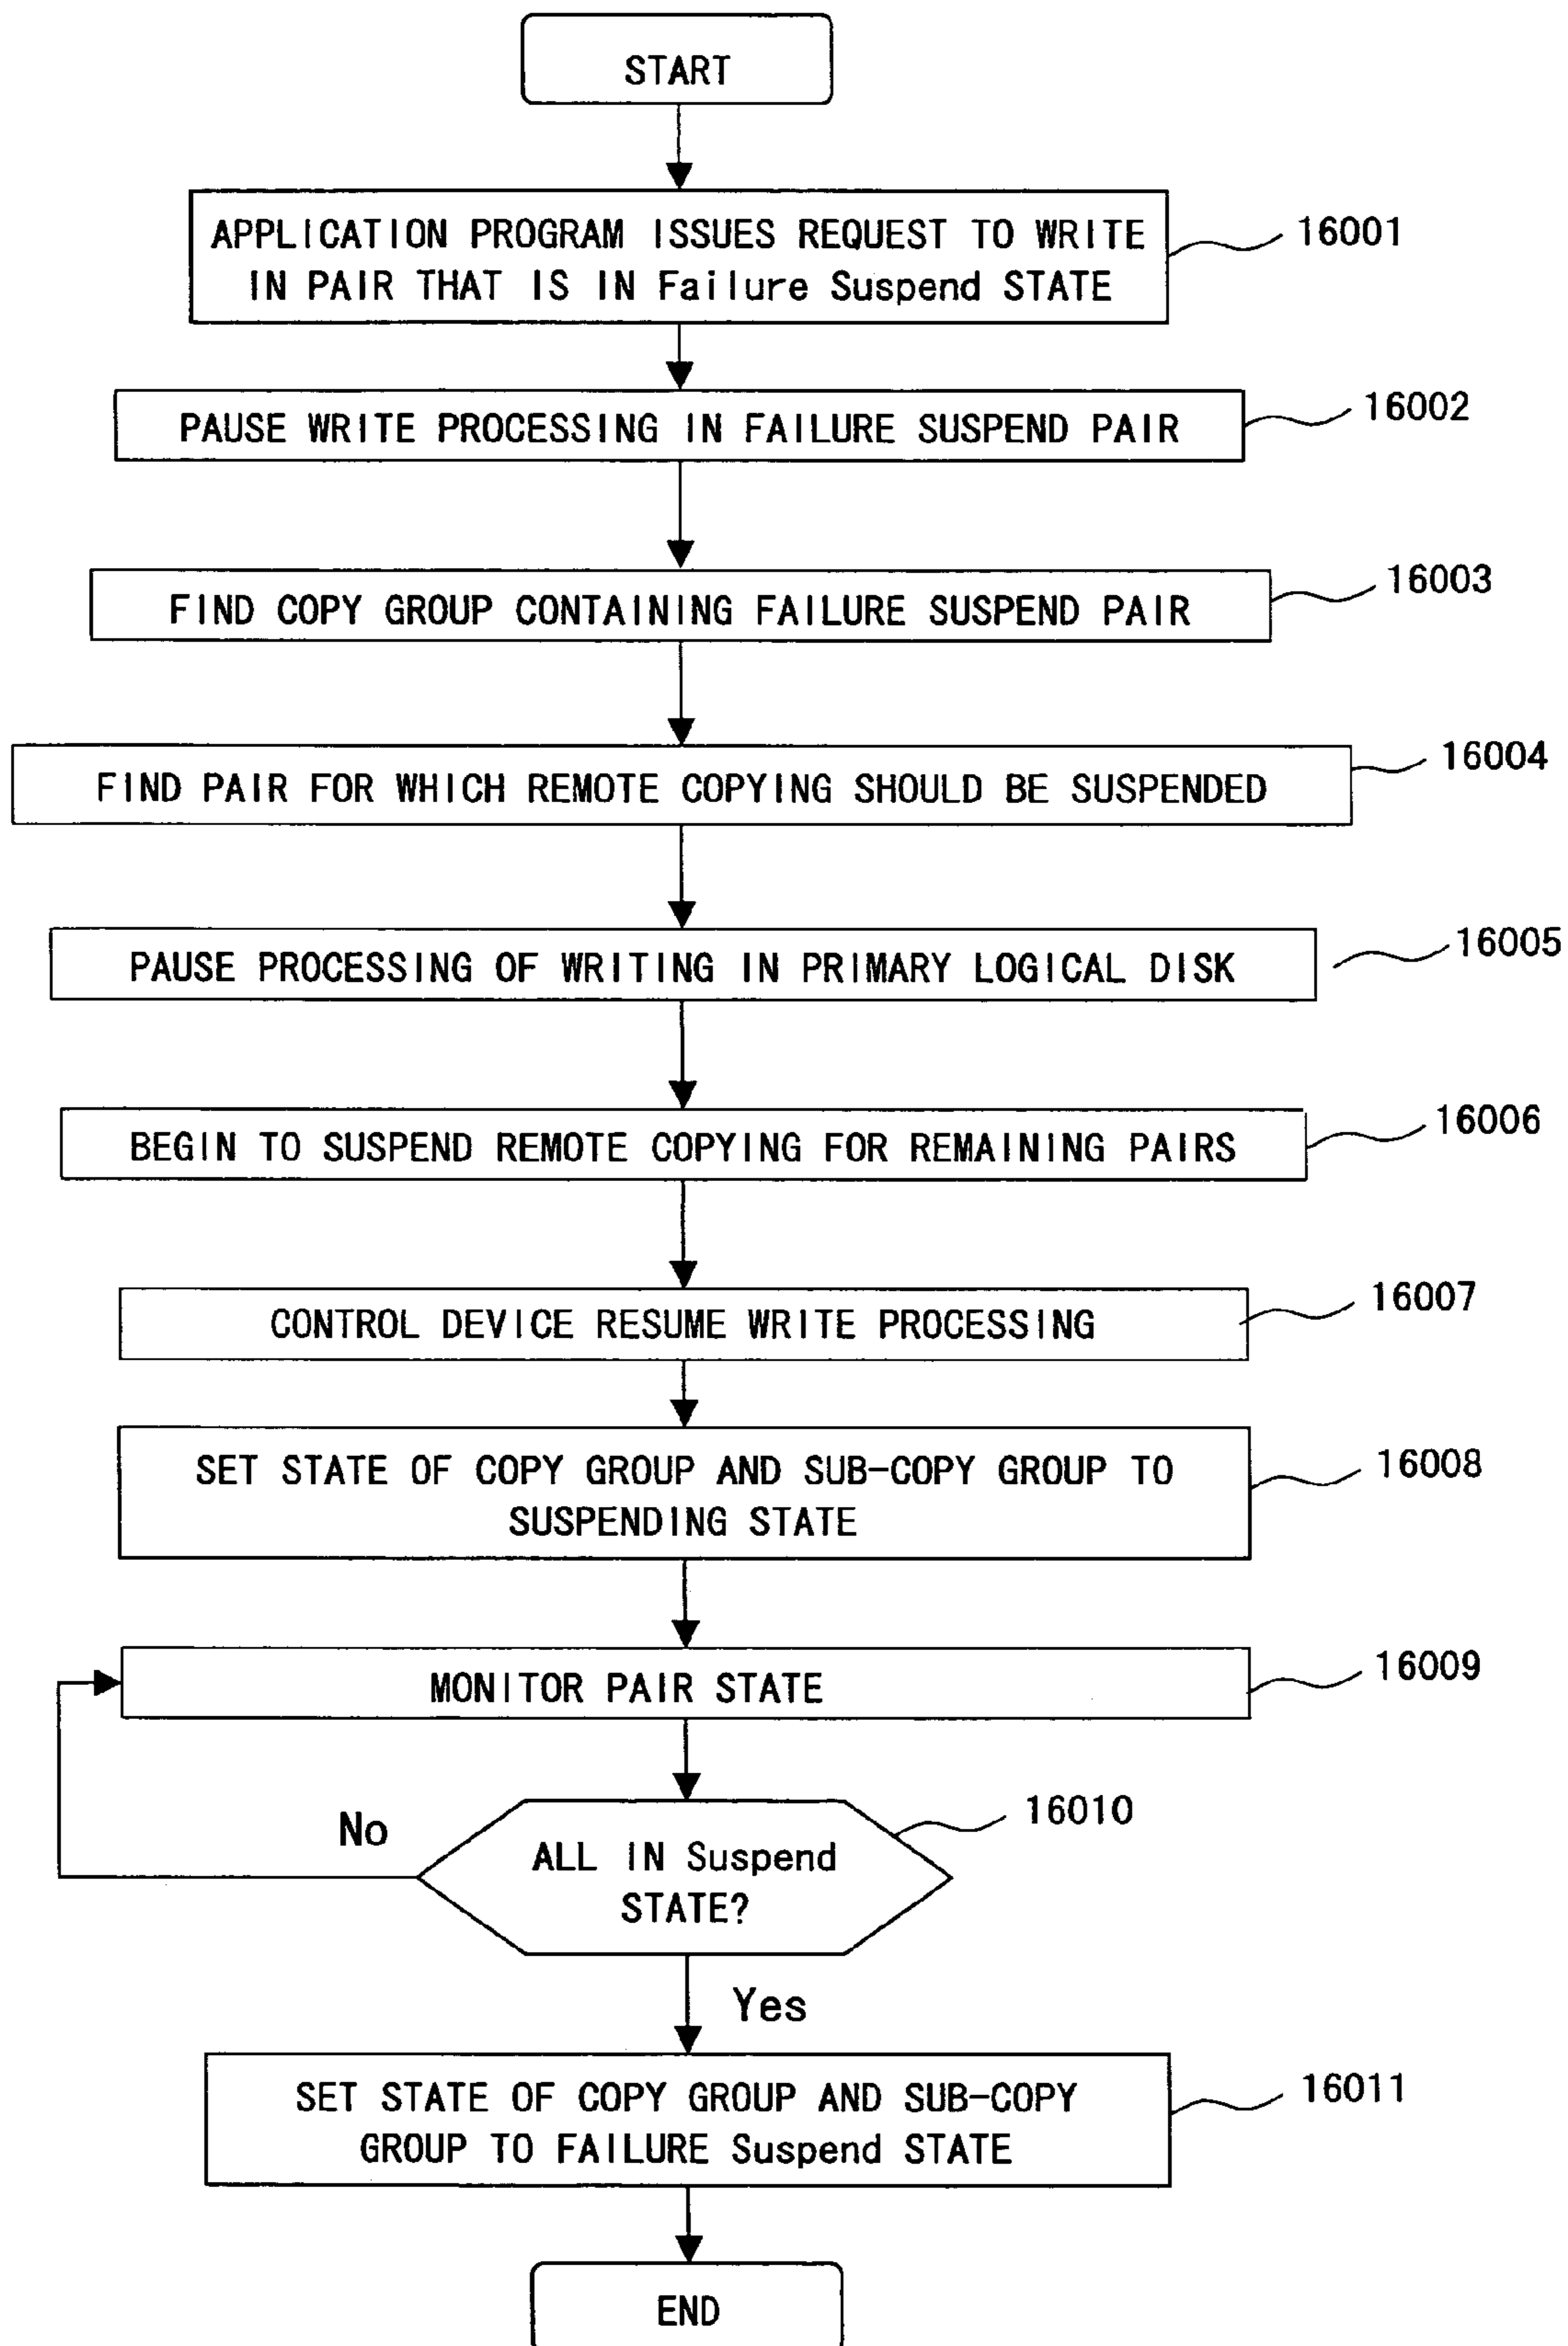 START
APPLICATION PROGRAM ISSUES REQUEST TO WRITE
IN PAIR THAT IS IN Failure Suspend STATE
16001
PAUSE WRITE PROCESSING IN FAILURE SUSPEND PAIR
16002
FIND COPY GROUP CONTAINING FAILURE SUSPEND PAIR
16003
FIND PAIR FOR WHICH REMOTE COPYING SHOULD BE SUSPENDED
16004
PAUSE PROCESSING OF WRITING IN PRIMARY LOGICAL DISK
16005
BEGIN TO SUSPEND REMOTE COPYING FOR REMAINING PAIRS
16006
CONTROL DEVICE RESUME WRITE PROCESSING
16007
SET STATE OF COPY GROUP AND SUB-COPY GROUP TO
SUSPENDING STATE
16008
MONITOR PAIR STATE
16009
No
ALL IN Suspend
STATE?
16010
Yes
SET STATE OF COPY GROUP AND SUB-COPY
GROUP TO FAILURE Suspend STATE
16011
END